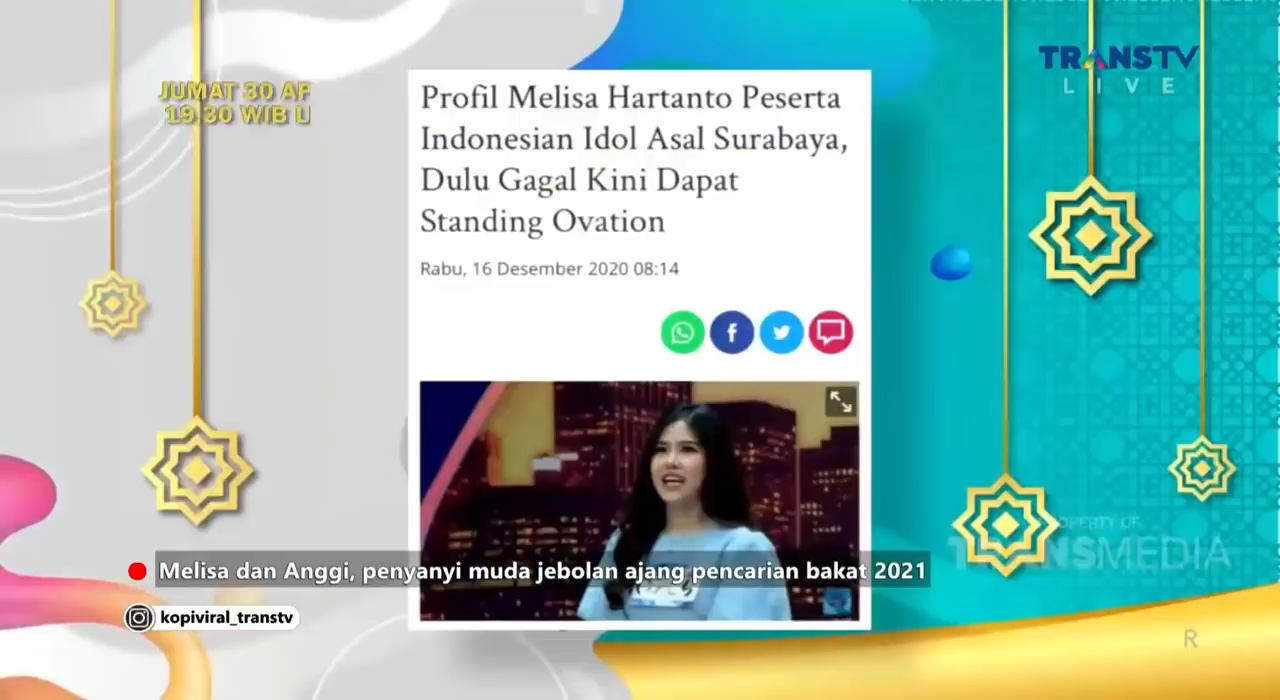 JUMAT 30 AP
19.30 WIB LI
TRANSTV
LIVE
Profil Melisa Hartanto Peserta
Indonesian Idol Asal Surabaya,
Dulu Gagal Kini Dapat
Standing Ovation
Rabu, 16 Desember 2020 08:14
PROPERTY OF
TRANSMEDIA
Melisa dan Anggi, penyanyi muda jebolan ajang pencarian bakat 2021
kopiviral_transtv
R